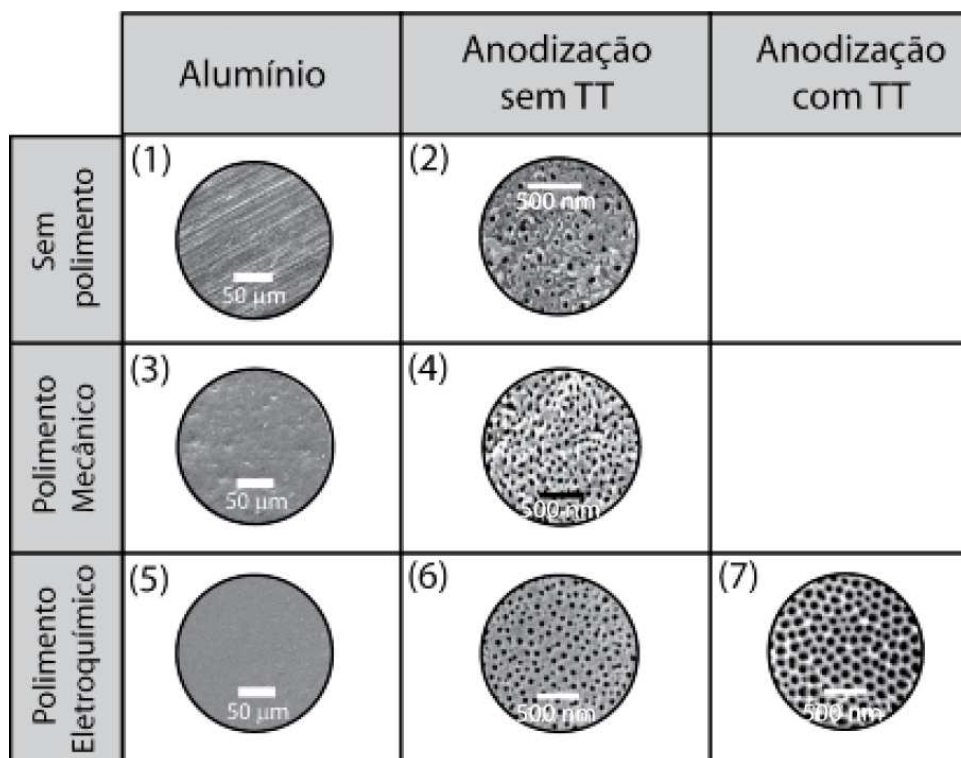 Alumínio
Anodização
sem TT
Anodização
com TT
Sem
polimento
(1)
50 μm
(2)
500 nm
Polimento
Mecânico
(3)
50 μm
(4)
500 nm
Polimento
Eletroquímico
(5)
50 μm
(6)
500 nm
(7)
500 nm